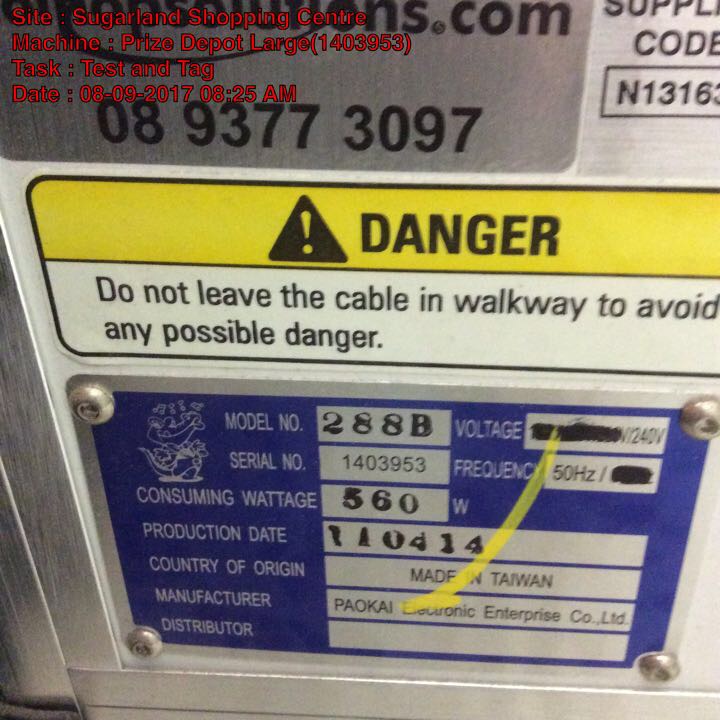 Site : Sugarland Shopping Centre
Machine : Prize Depot Large(1403953)
Task : Test and Tag
Date : 08-09-2017 08:25 AM
.com
08 9377 3097
CODE
N13163
DANGER
Do not leave the cable in walkway to avoid
any possible danger.
MODEL NO. 288B VOLTAGE V/240V
SERIAL NO. 1403953 FREQUENCY 50Hz /
CONSUMING WATTAGE 560 W
PRODUCTION DATE 110414
COUNTRY OF ORIGIN MADE IN TAIWAN
MANUFACTURER PAOKAI Electronic Enterprise Co.,Ltd.
DISTRIBUTOR